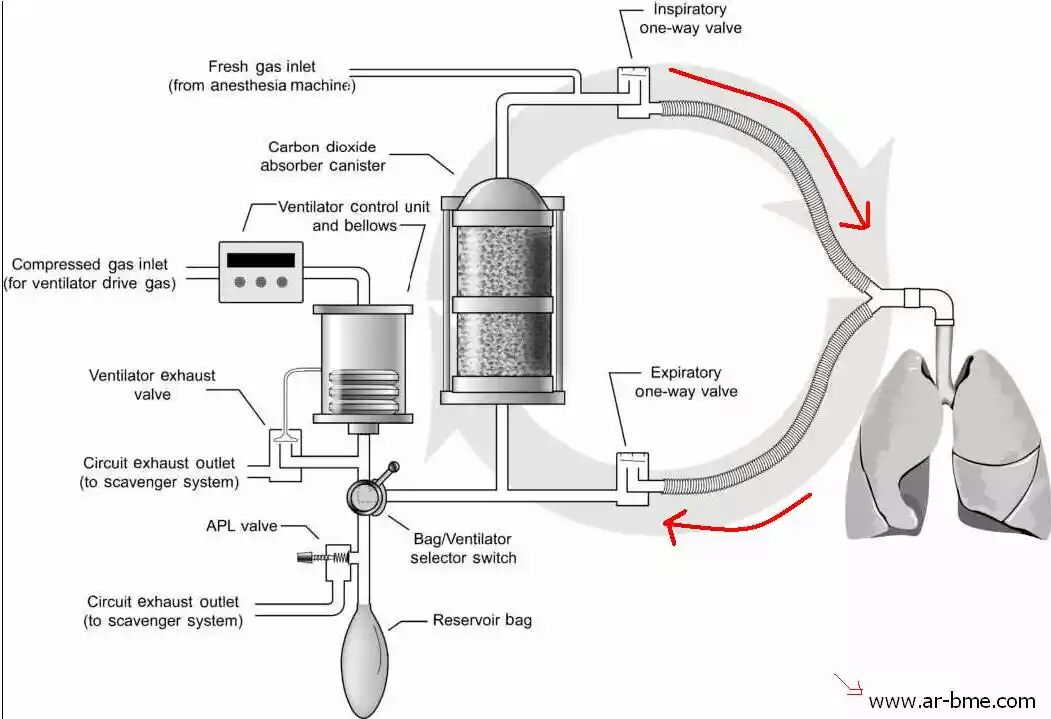 Inspiratory
one-way valve
Fresh gas inlet
(from anesthesia machine)
Carbon dioxide
absorber canister
Ventilator control unit
and bellows
Compressed gas inlet
(for ventilator drive gas)
Ventilator exhaust
valve
Expiratory
one-way valve
Circuit exhaust outlet
(to scavenger system)
APL valve
Bag/Ventilator
selector switch
Circuit exhaust outlet
(to scavenger system)
Reservoir bag
www.ar-bme.com